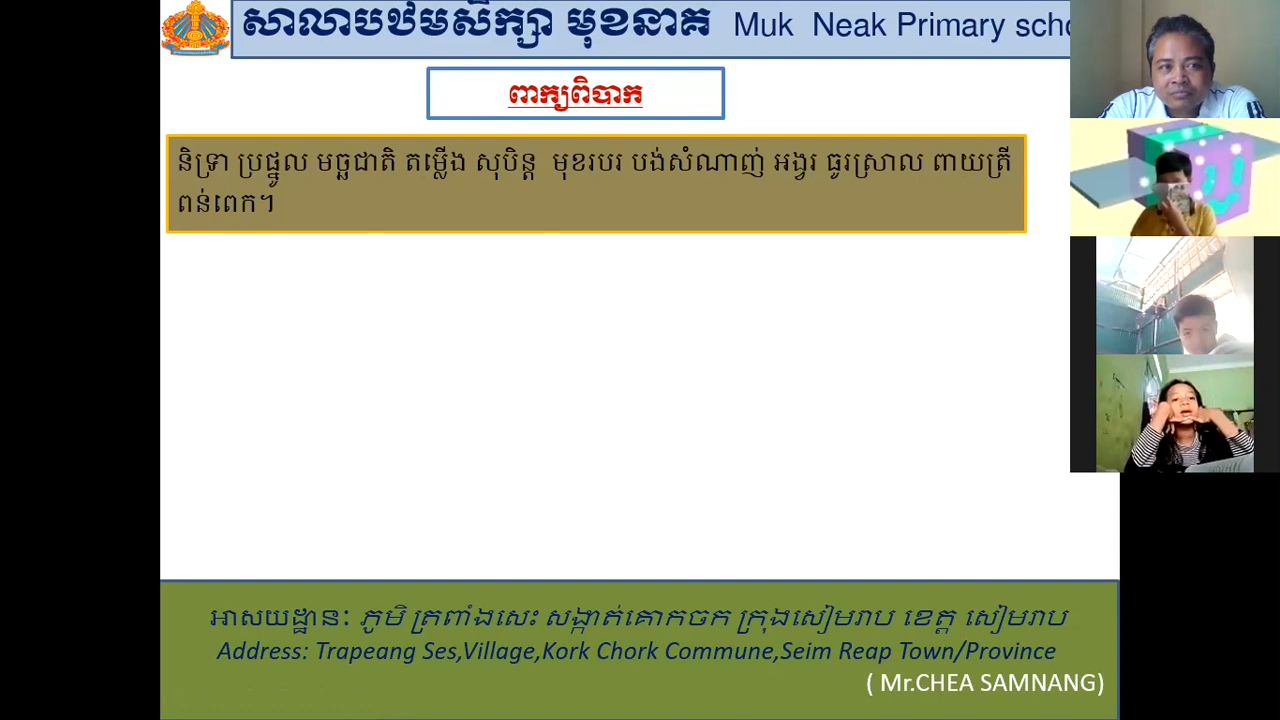 សាលាបឋមសិក្សា មុខនាគ Muk Neak Primary scho
ពាក្យពិបាក
និទ្រា ប្រផ្នូល មច្ឆជាតិ តម្លើង សុបិន្ត មុខរបរ បង់សំណាញ់ អង្វរ ធូរស្រាល ពាយត្រី
ពន់ពេក។
អាសយដ្ឋាន: ភូមិ ត្រពាំងសេះ សង្កាត់គោកចក ក្រុងសៀមរាប ខេត្ត សៀមរាប
Address: Trapeang Ses,Village,Kork Chork Commune,Seim Reap Town/Province
( Mr.CHEA SAMNANG)